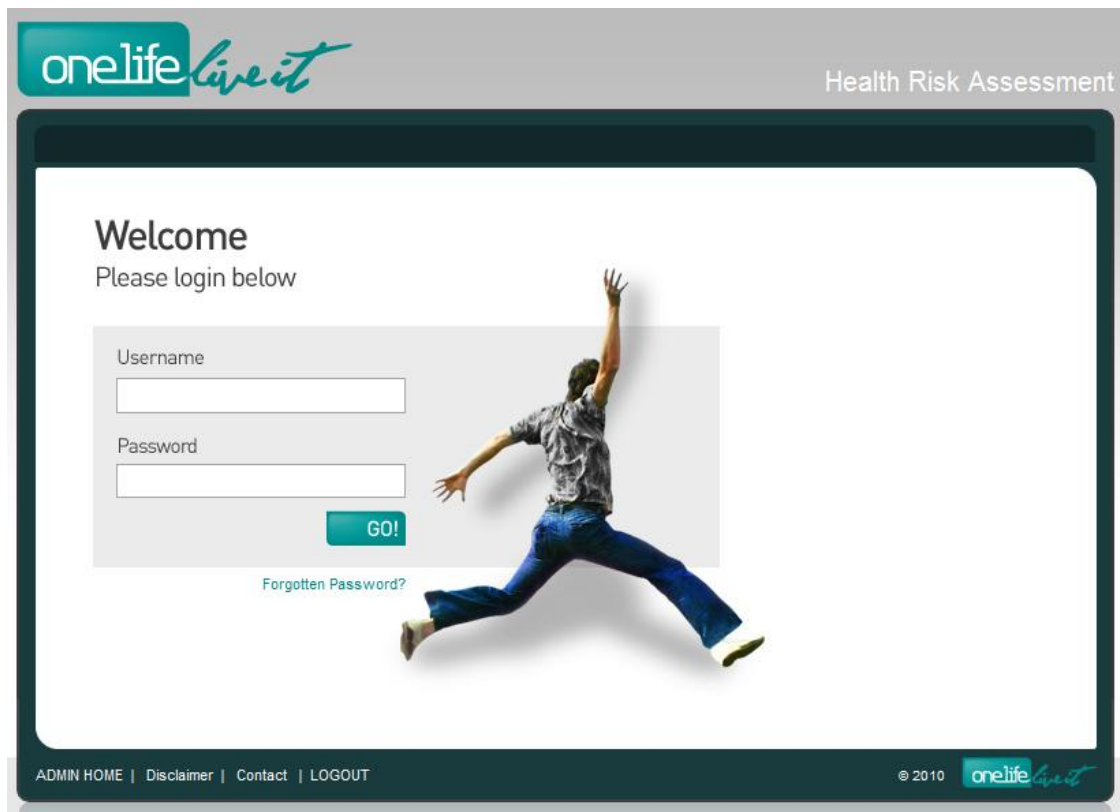 onelife live it
Health Risk Assessment
Welcome
Please login below
Username
Password
GO!
Forgotten Password?
ADMIN HOME | Disclaimer | Contact | LOGOUT
© 2010 onelife live it